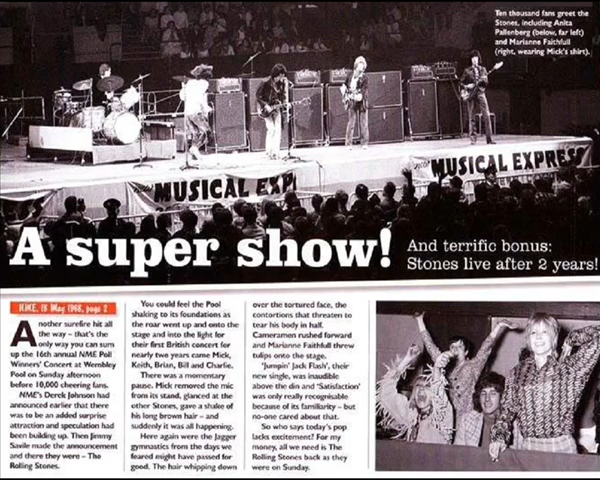 Ten thousand fans greet the
Stones, including Anita
Pallenberg (below, far left)
and Marianne Faithfull
(right, wearing Mick's shirt).
MUSICAL EXP
MUSICAL EXPRESS
A super show!
And terrific bonus:
Stones live after 2 years!
NME, 18 May 1968, page 2
Another surefire hit all
the way – that's the
only way you can sum
up the 16th annual NME Poll
Winners' Concert at Wembley
Pool on Sunday afternoon
before 10,000 cheering fans.
NME's Derek Johnson had
announced earlier that there
was to be an added surprise
attraction and speculation had
been building up. Then Jimmy
Savile made the announcement
and there they were – The
Rolling Stones.
You could feel the Pool
shaking to its foundations as
the roar went up and onto the
stage and into the light for
their first British concert for
nearly two years came Mick,
Keith, Brian, Bill and Charlie.
There was a momentary
pause. Mick removed the mic
from its stand, glanced at the
other Stones, gave a shake of
his long brown hair – and
suddenly it was all happening.
Here again were the Jagger
gymnastics from the days we
feared might have passed for
good. The hair whipping down
over the tortured face, the
contortions that threaten to
tear his body in half.
Cameramen rushed forward
and Marianne Faithfull threw
tulips onto the stage.
'Jumpin' Jack Flash', their
new single, was inaudible
above the din and 'Satisfaction'
was only really recognisable
because of its familiarity – but
no-one cared about that.
So who says today's pop
lacks excitement? For my
money, all we need is The
Rolling Stones back as they
were on Sunday.